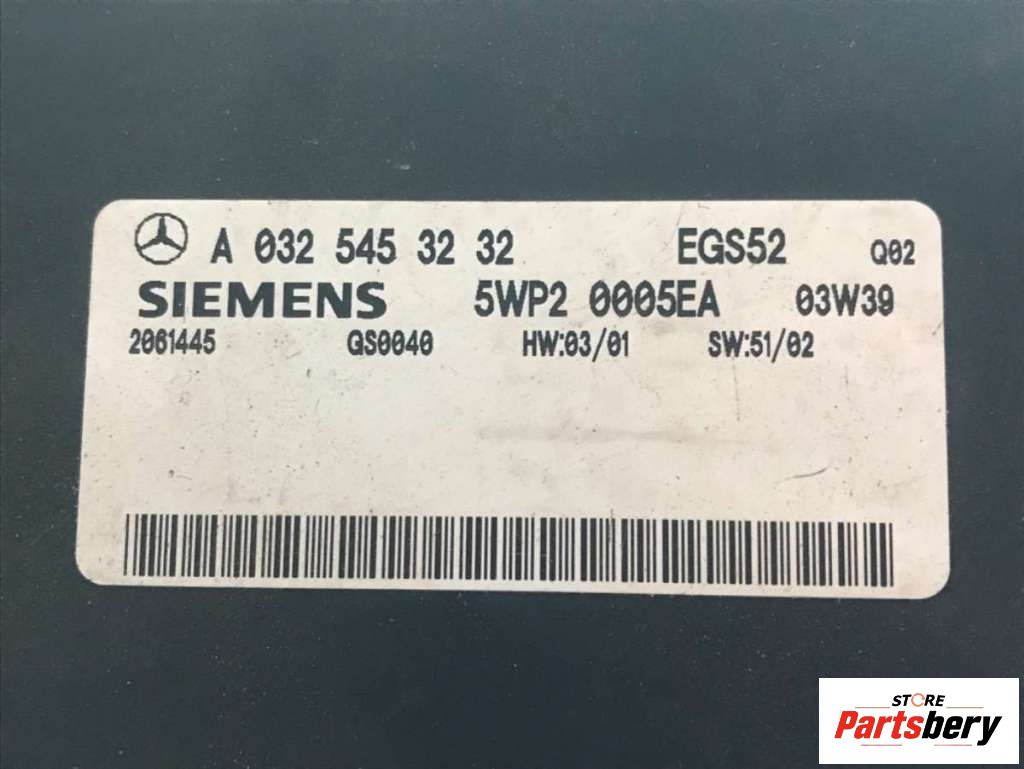 A 032 545 32 32 EGS52 Q02
SIEMENS 5WP2 0005EA 03W39
2061445 QS0040 HW:03/01 SW:51/02
STORE
Partsbery